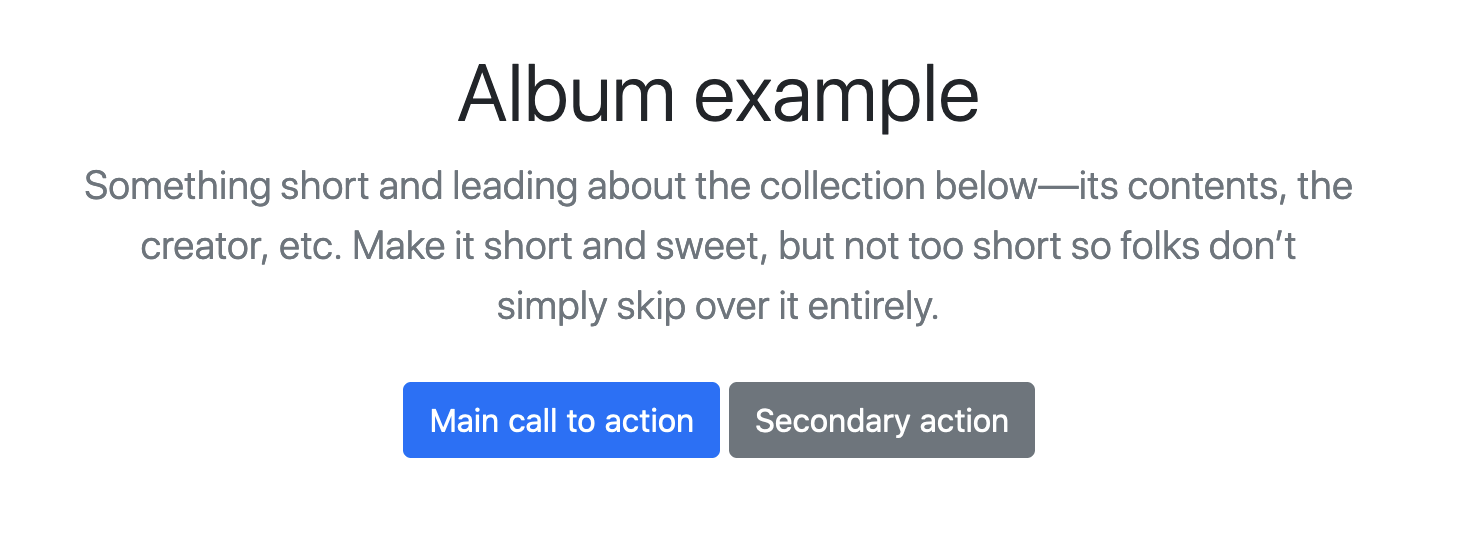 Album example
Something short and leading about the collection below—its contents, the
creator, etc. Make it short and sweet, but not too short so folks don’t
simply skip over it entirely.
Main call to action
Secondary action